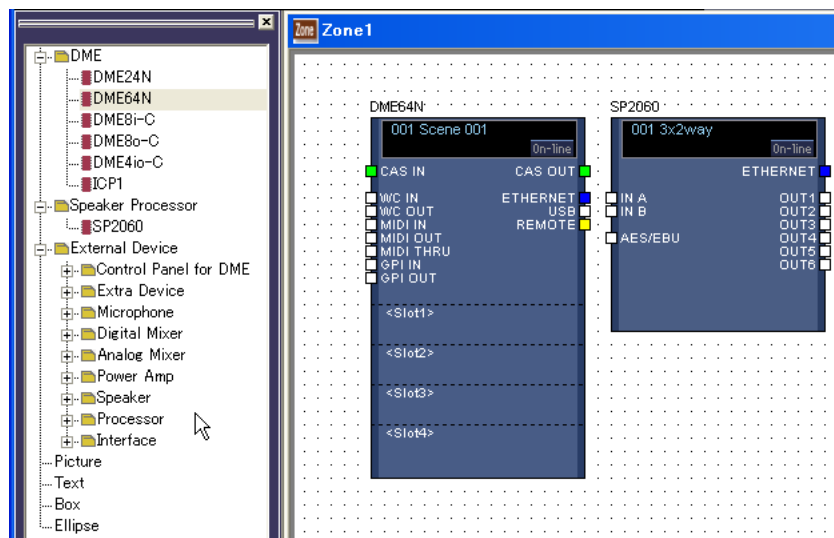 DME
DME24N
DME64N
DME8i-C
DME8o-C
DME4io-C
ICP1
Speaker Processor
SP2060
External Device
Control Panel for DME
Extra Device
Microphone
Digital Mixer
Analog Mixer
Power Amp
Speaker
Processor
Interface
Picture
Text
Box
Ellipse
Zone Zone1
DME64N
001 Scene 001
On-line
CAS IN CAS OUT
WC IN ETHERNET
WC OUT USB
MIDI IN REMOTE
MIDI OUT
MIDI THRU
GPI IN
GPI OUT
<Slot1>
<Slot2>
<Slot3>
<Slot4>
SP2060
001 3x2way
On-line
ETHERNET
IN A OUT1
IN B OUT2
OUT3
AES/EBU OUT4
OUT5
OUT6